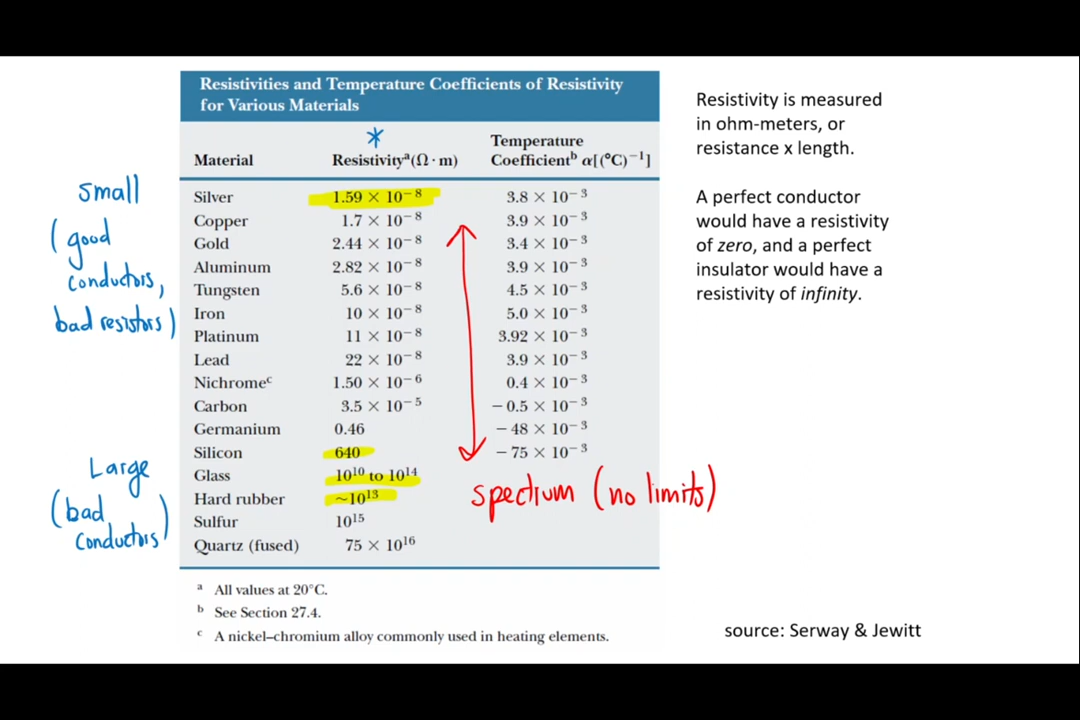 Resistivities and Temperature Coefficients of Resistivity
for Various Materials
Material * Resistivityᵃ(Ω · m) Temperature Coefficientᵇ α[(°C)⁻¹]
Silver 1.59 × 10⁻⁸ 3.8 × 10⁻³
Copper 1.7 × 10⁻⁸ 3.9 × 10⁻³
Gold 2.44 × 10⁻⁸ 3.4 × 10⁻³
Aluminum 2.82 × 10⁻⁸ 3.9 × 10⁻³
Tungsten 5.6 × 10⁻⁸ 4.5 × 10⁻³
Iron 10 × 10⁻⁸ 5.0 × 10⁻³
Platinum 11 × 10⁻⁸ 3.92 × 10⁻³
Lead 22 × 10⁻⁸ 3.9 × 10⁻³
Nichromeᶜ 1.50 × 10⁻⁶ 0.4 × 10⁻³
Carbon 3.5 × 10⁻⁵ − 0.5 × 10⁻³
Germanium 0.46 − 48 × 10⁻³
Silicon 640 − 75 × 10⁻³
Glass 10¹⁰ to 10¹⁴
Hard rubber ~10¹³
Sulfur 10¹⁵
Quartz (fused) 75 × 10¹⁶
ᵃ All values at 20°C.
ᵇ See Section 27.4.
ᶜ A nickel–chromium alloy commonly used in heating elements.
small
(good
conductors,
bad resistors)
Large
(bad
conductors)
spectrum (no limits)
Resistivity is measured
in ohm-meters, or
resistance x length.
A perfect conductor
would have a resistivity
of zero, and a perfect
insulator would have a
resistivity of infinity.
source: Serway & Jewitt